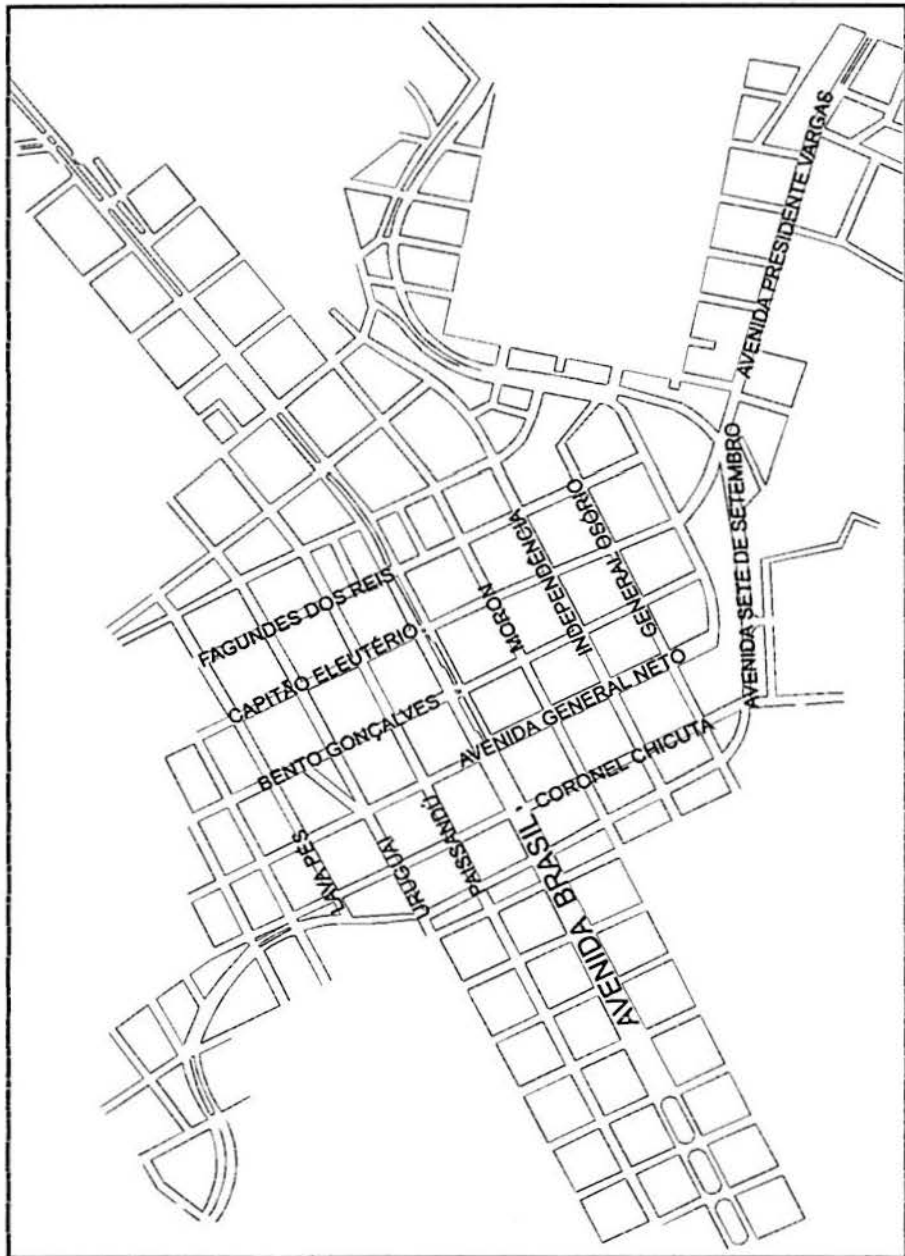 AVENIDA PRESIDENTE VARGAS
AVENIDA SETE DE SETEMBRO
FAGUNDES DOS REIS
MORON
INDEPENDÊNCIA
GENERAL OSÓRIO
CAPITÃO ELEUTÉRIO
BENTO GONÇALVES
AVENIDA GENERAL NETO
CORONEL CHICUTA
LAVA PÉS
URUGUAI
PAISSANDÚ
AVENIDA BRASIL